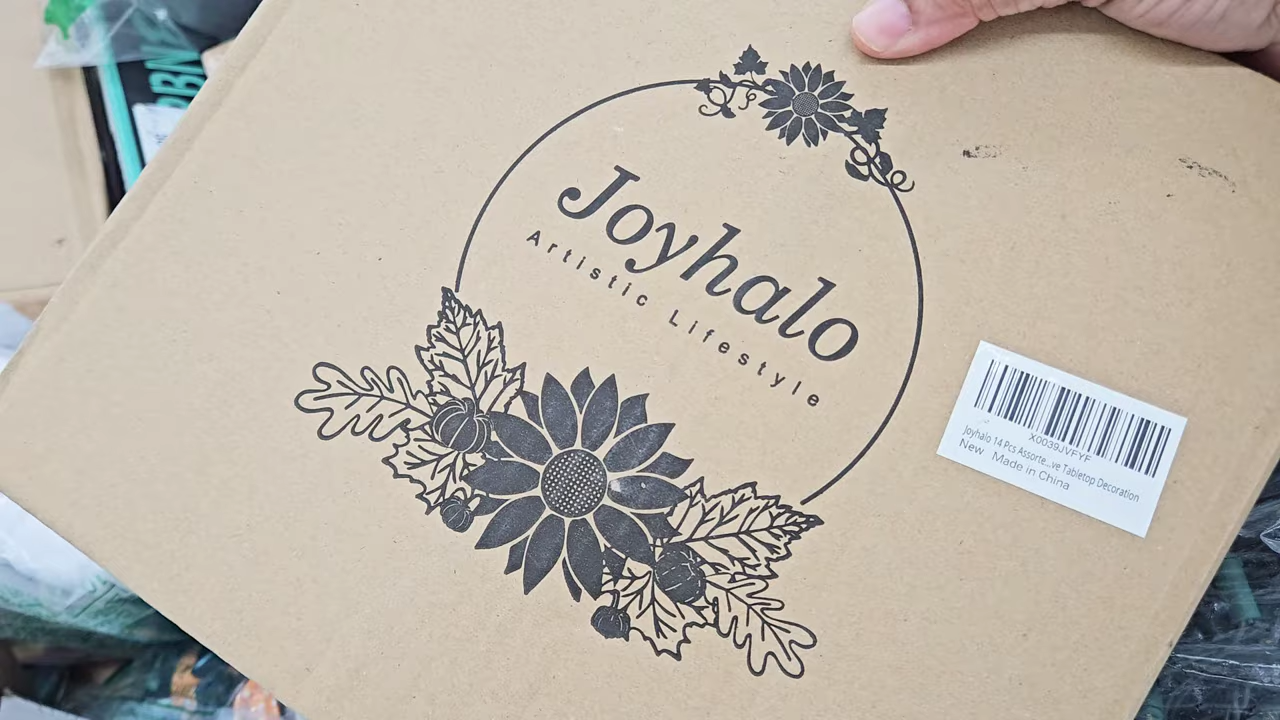 Joyhalo
Artistic Lifestyle
X0039JVFYF
Joyhalo 14 Pcs Assorte...ve Tabletop Decoration
New Made in China